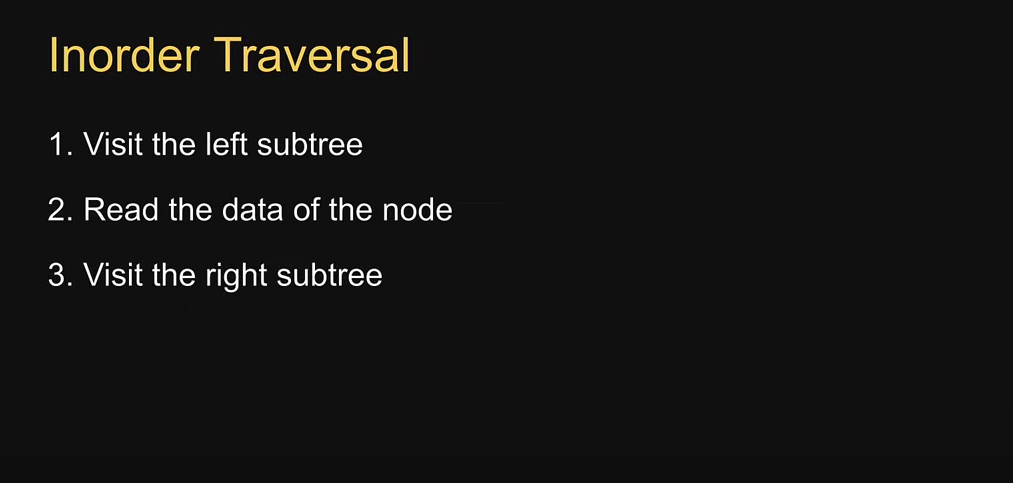 Inorder Traversal
1. Visit the left subtree
2. Read the data of the node
3. Visit the right subtree